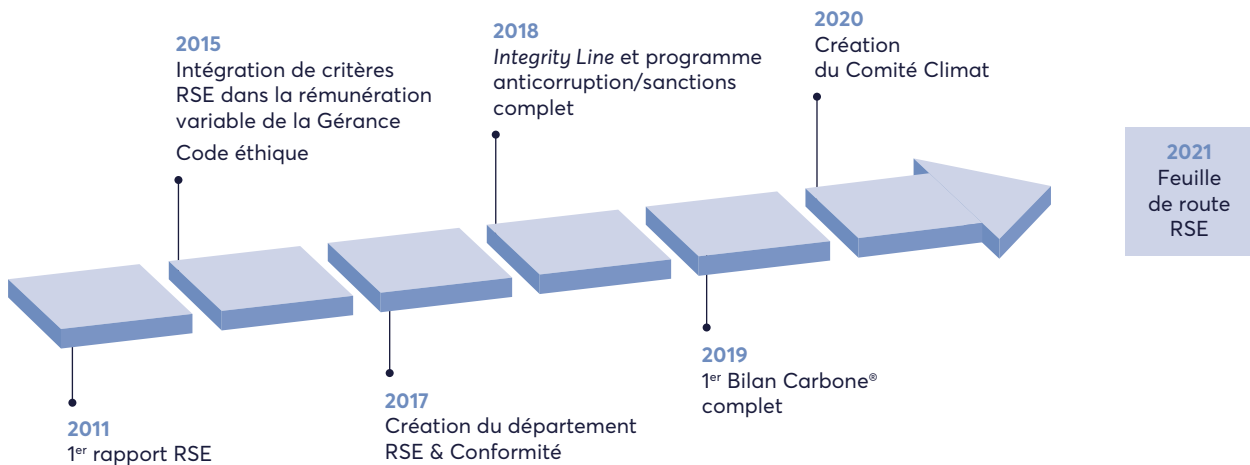 2011
1er rapport RSE
2015
Intégration de critères
RSE dans la rémunération
variable de la Gérance
Code éthique
2017
Création du département
RSE & Conformité
2018
Integrity Line et programme
anticorruption/sanctions
complet
2019
1er Bilan Carbone®
complet
2020
Création
du Comité Climat
2021
Feuille
de route
RSE